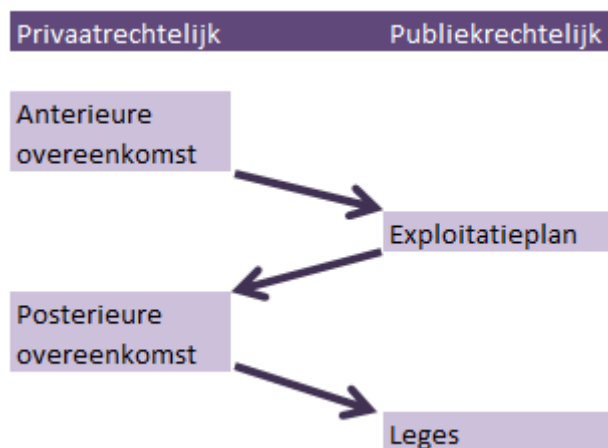 Privaatrechtelijk Publiekrechtelijk
Anterieure
overeenkomst
Exploitatieplan
Posterieure
overeenkomst
Leges